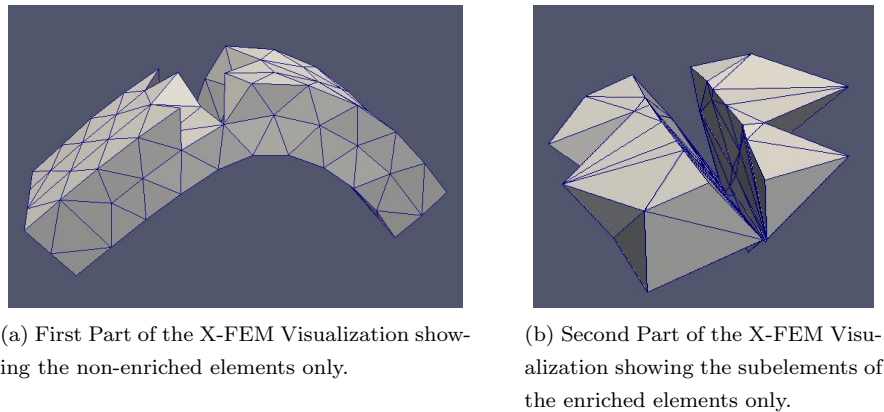 (a) First Part of the X-FEM Visualization show-
ing the non-enriched elements only.
(b) Second Part of the X-FEM Visu-
alization showing the subelements of
the enriched elements only.